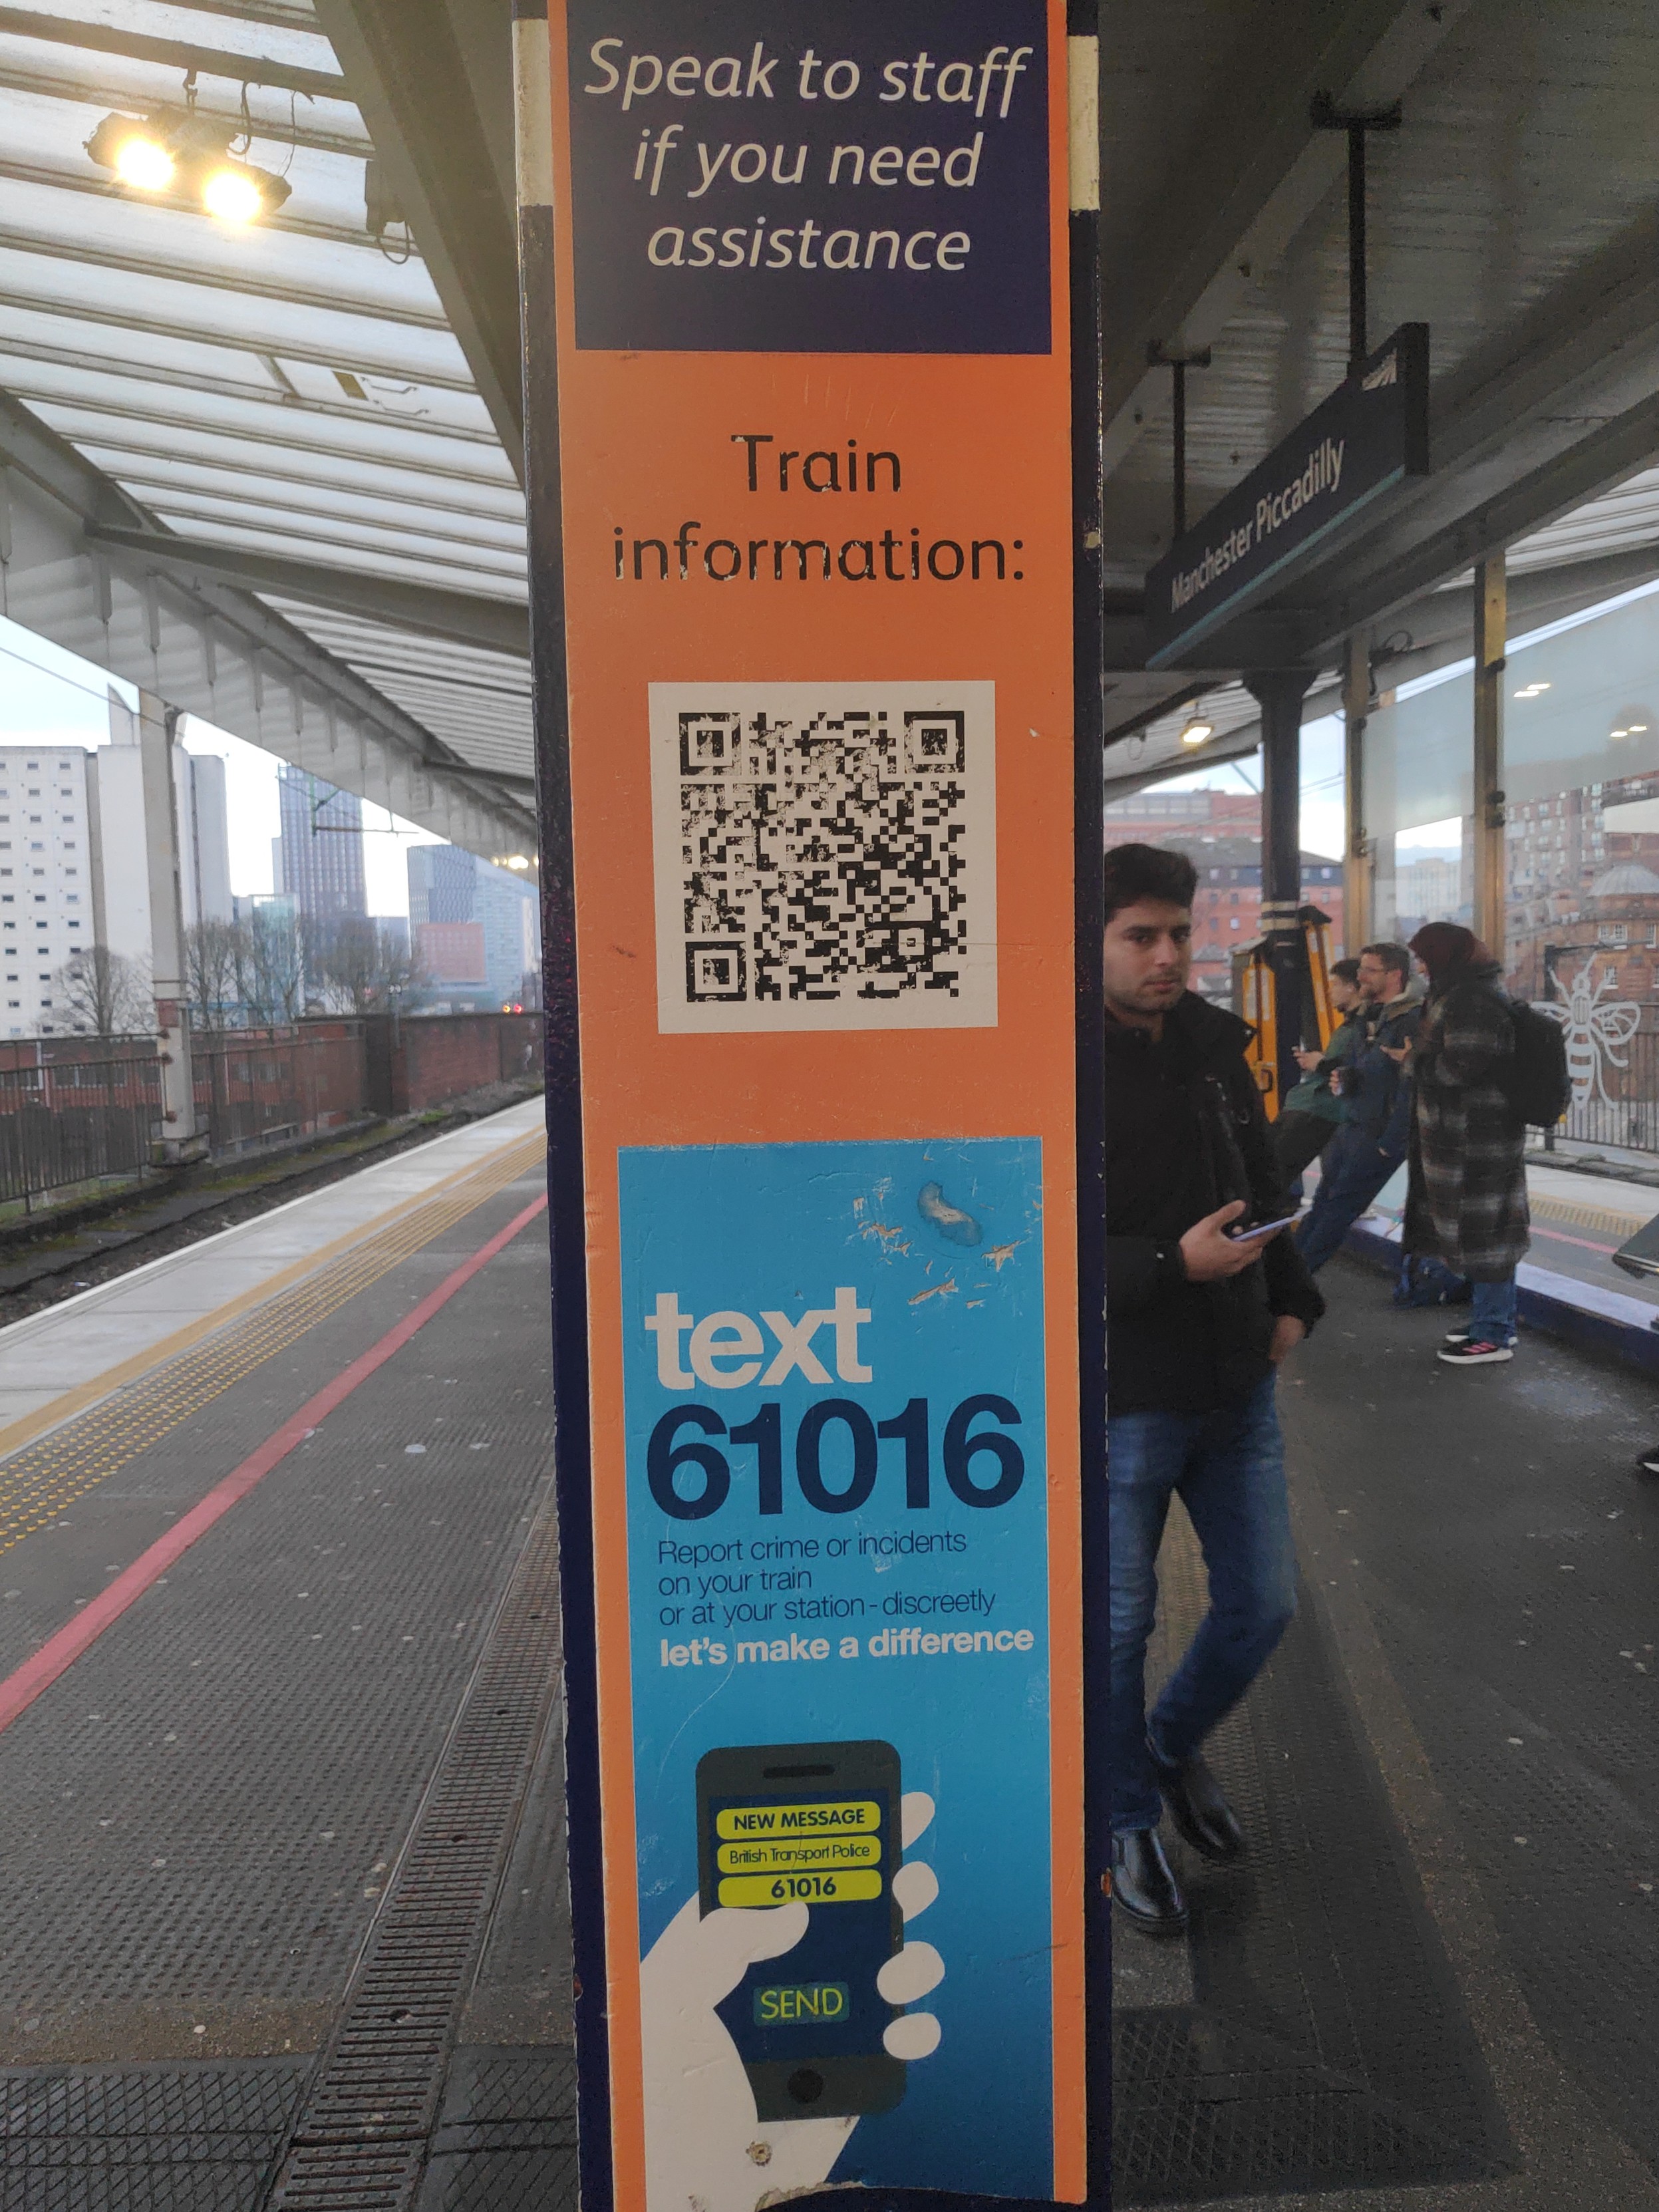 Speak to staff
if you need
assistance
Train
information:
Manchester Piccadilly
text
61016
Report crime or incidents
on your train
or at your station - discreetly
let's make a difference
NEW MESSAGE
British Transport Police
61016
SEND